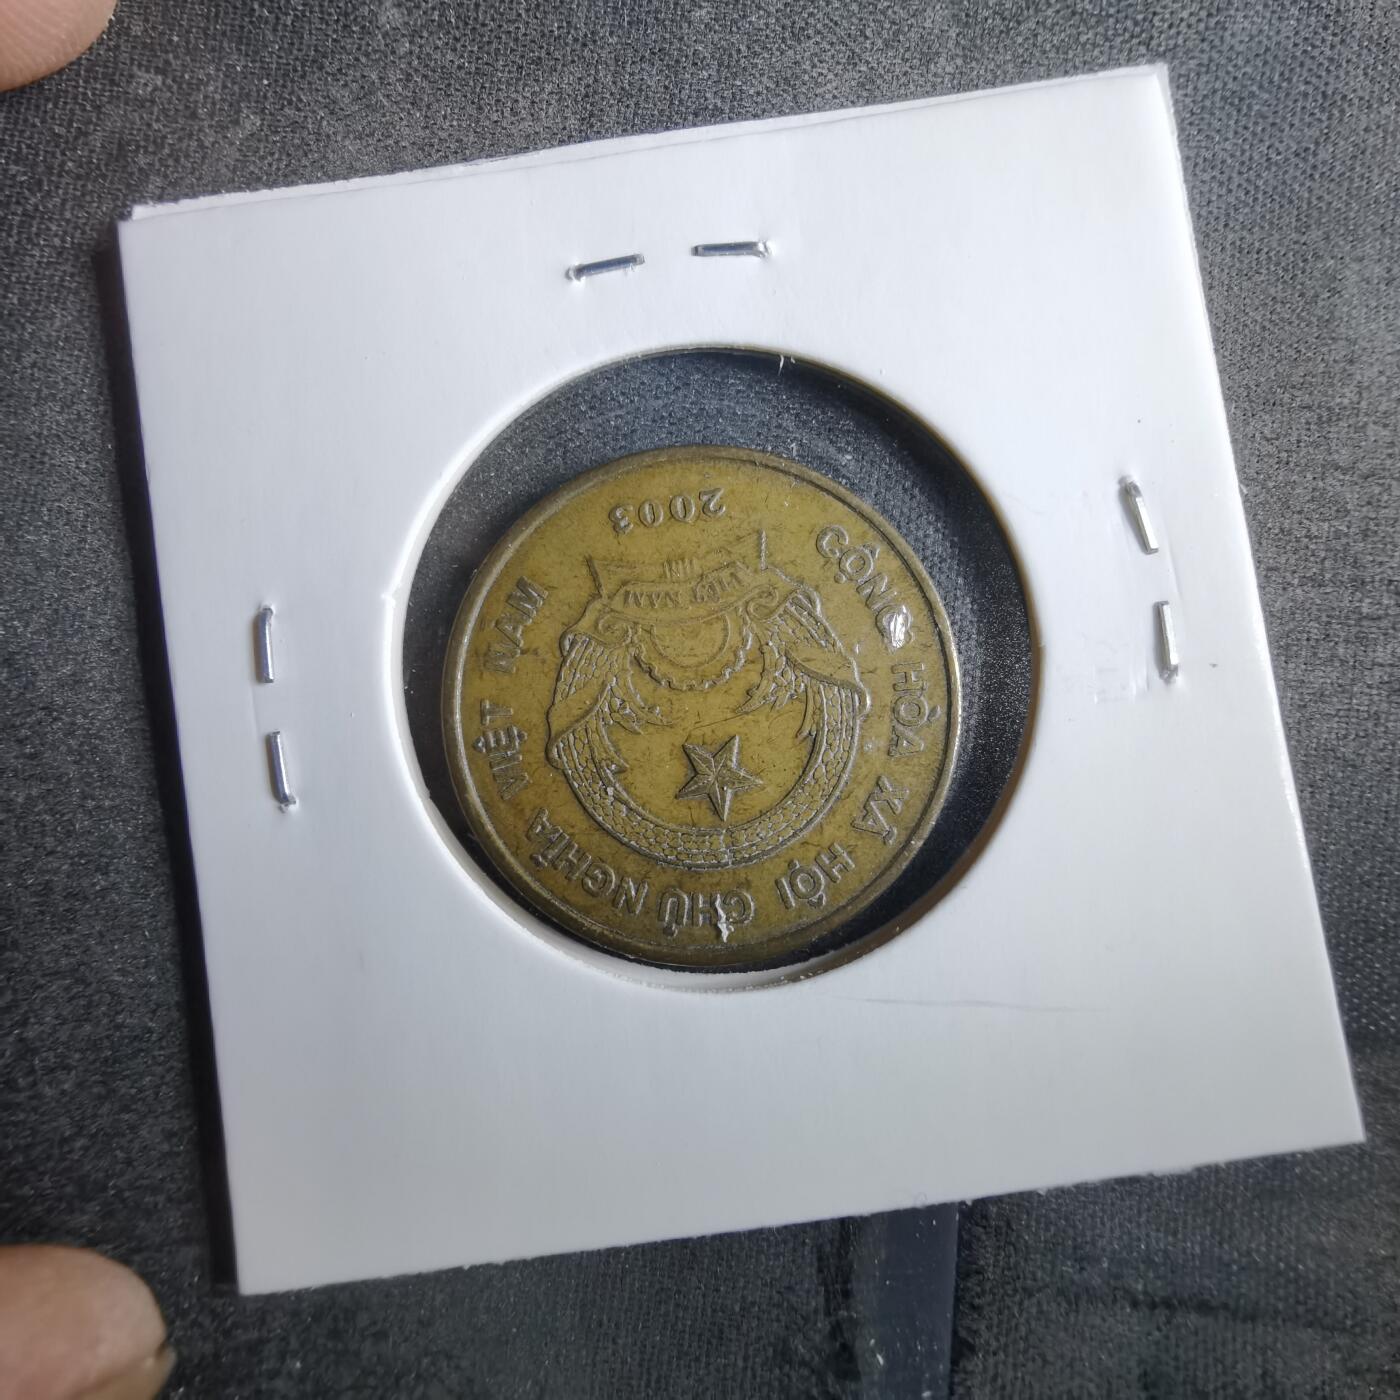 CỘNG HÒA XÃ HỘI CHỦ NGHĨA VIỆT NAM
VIỆT NAM
2003